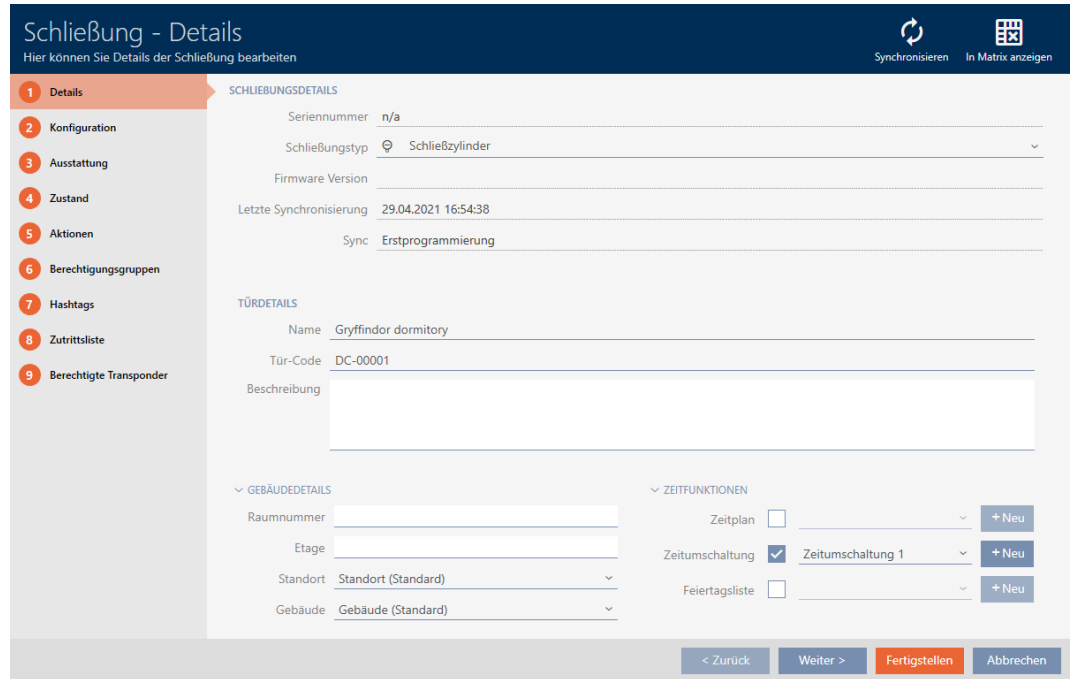 Schließung - Details
Hier können Sie Details der Schließung bearbeiten
Synchronisieren
In Matrix anzeigen
1 Details
2 Konfiguration
3 Ausstattung
4 Zustand
5 Aktionen
6 Berechtigungsgruppen
7 Hashtags
8 Zutrittsliste
9 Berechtigte Transponder
SCHLIEßUNGSDETAILS
Seriennummer n/a
Schließungstyp Schließzylinder
Firmware Version
Letzte Synchronisierung 29.04.2021 16:54:38
Sync Erstprogrammierung
TÜRDETAILS
Name Gryffindor dormitory
Tür-Code DC-00001
Beschreibung
GEBÄUDEDETAILS
Raumnummer
Etage
Standort Standort (Standard)
Gebäude Gebäude (Standard)
ZEITFUNKTIONEN
Zeitplan + Neu
Zeitumschaltung Zeitumschaltung 1 + Neu
Feiertagsliste + Neu
< Zurück
Weiter >
Fertigstellen
Abbrechen